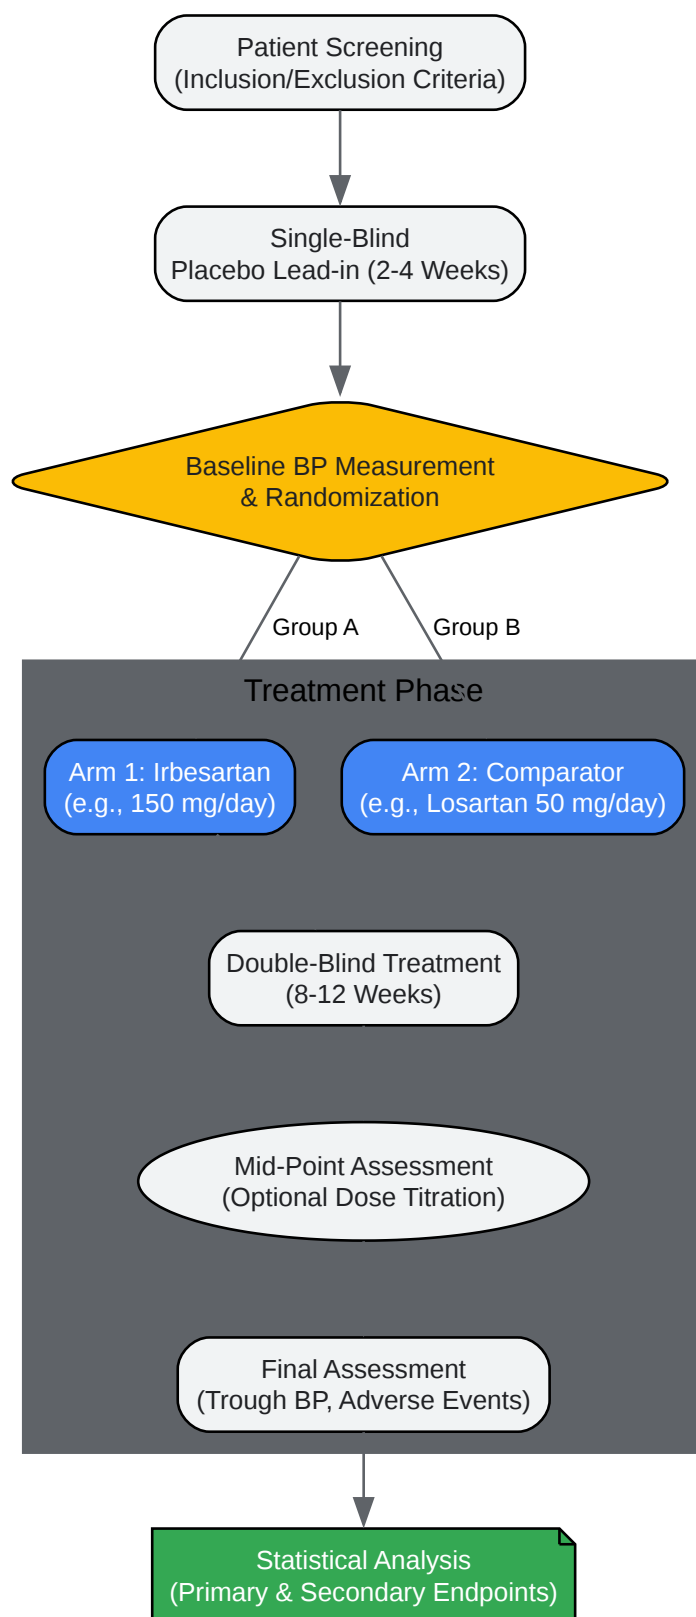 Patient Screening
(Inclusion/Exclusion Criteria)
Single-Blind
Placebo Lead-in (2-4 Weeks)
Baseline BP Measurement
& Randomization
Group A
Group B
Treatment Phase
Arm 1: Irbesartan
(e.g., 150 mg/day)
Arm 2: Comparator
(e.g., Losartan 50 mg/day)
Double-Blind Treatment
(8-12 Weeks)
Mid-Point Assessment
(Optional Dose Titration)
Final Assessment
(Trough BP, Adverse Events)
Statistical Analysis
(Primary & Secondary Endpoints)